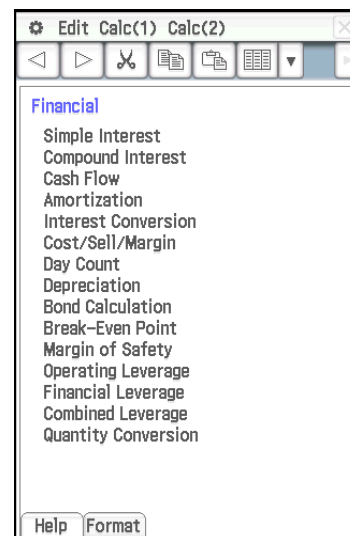 Edit Calc(1) Calc(2)
Financial
Simple Interest
Compound Interest
Cash Flow
Amortization
Interest Conversion
Cost/Sell/Margin
Day Count
Depreciation
Bond Calculation
Break-Even Point
Margin of Safety
Operating Leverage
Financial Leverage
Combined Leverage
Quantity Conversion
Help Format